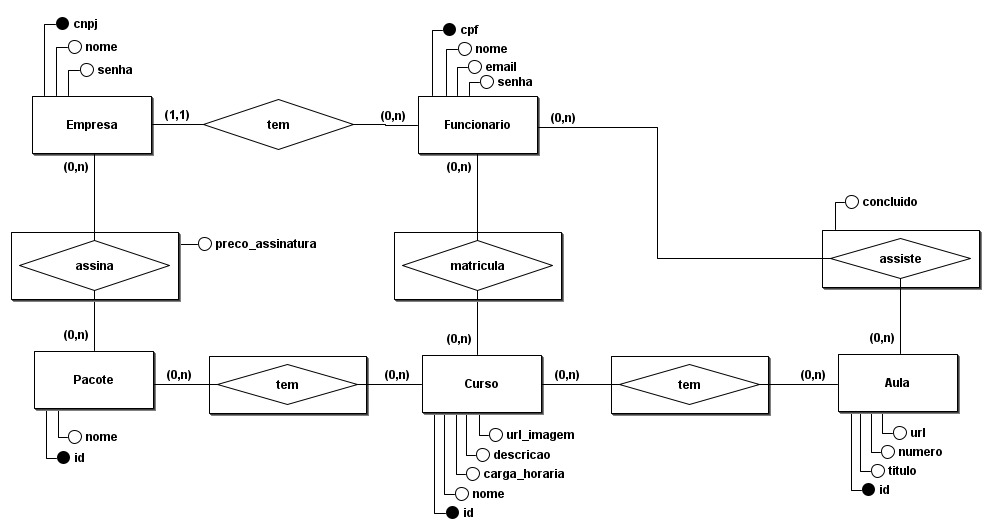 cnpj
nome
senha
cpf
nome
email
senha
Empresa
(1,1)
tem
(0,n)
Funcionario
(0,n)
(0,n)
(0,n)
concluido
assina
preco_assinatura
matricula
assiste
(0,n)
(0,n)
(0,n)
Pacote
(0,n)
tem
(0,n)
Curso
(0,n)
tem
(0,n)
Aula
nome
id
url_imagem
descricao
carga_horaria
nome
id
url
numero
titulo
id